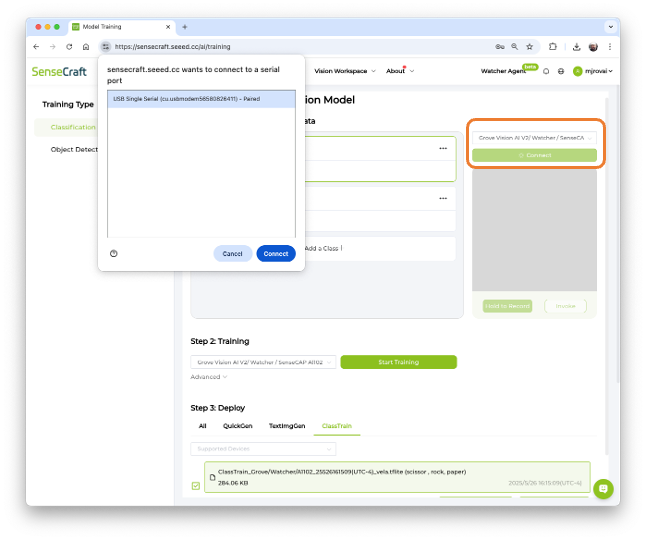 Model Training
https://sensecraft.seeed.cc/ai/training
SenseCraft
Vision Workspace
About
Watcher Agent
beta
mjrovai
sensecraft.seeed.cc wants to connect to a serial
port
USB Single Serial (cu.usbmodem56580826411) – Paired
Cancel
Connect
Training Type
Classification
Object Detect
ion Model
ata
Add a Class
Grove Vision AI V2/ Watcher / SenseCA
Connect
Hold to Record
Invoke
Step 2: Training
Grove Vision AI V2/ Watcher / SenseCAP A1102
Start Training
Advanced
Step 3: Deploy
All
QuickGen
TextImgGen
ClassTrain
Supported Devices
ClassTrain_Grove/Watcher/A1102_25526161509(UTC-4)_vela.tflite (scissor , rock, paper)
284.06 KB
2025/5/26 16:15:09(UTC-4)